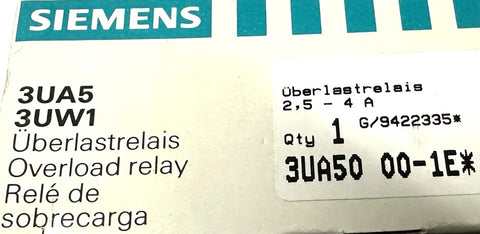 SIEMENS
3UA5
3UW1
Überlastrelais
Overload relay
Relé de
sobrecarga
Überlastrelais
2,5 - 4 A
G/9422335*
Qty 1
3UA50 00-1E*